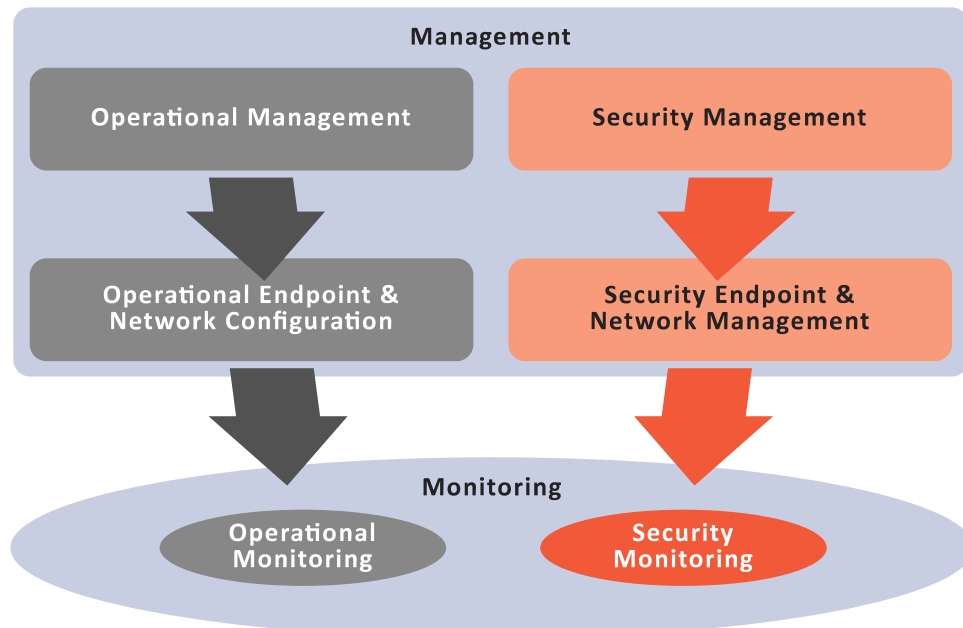 Management
Operational Management
Security Management
Operational Endpoint &
Network Configuration
Security Endpoint &
Network Management
Monitoring
Operational
Monitoring
Security
Monitoring